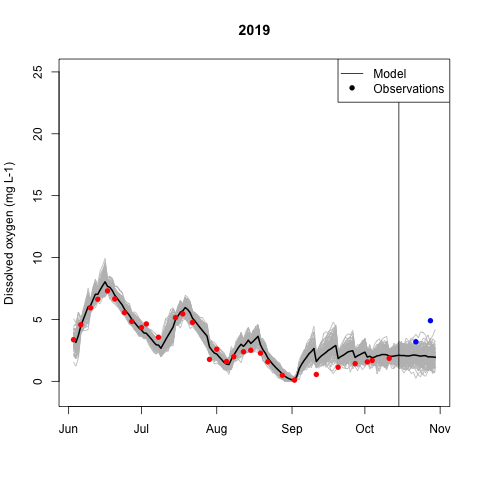 2019
Model
Observations
Dissolved oxygen (mg L-1)
25
20
15
10
5
0
Jun Jul Aug Sep Oct Nov